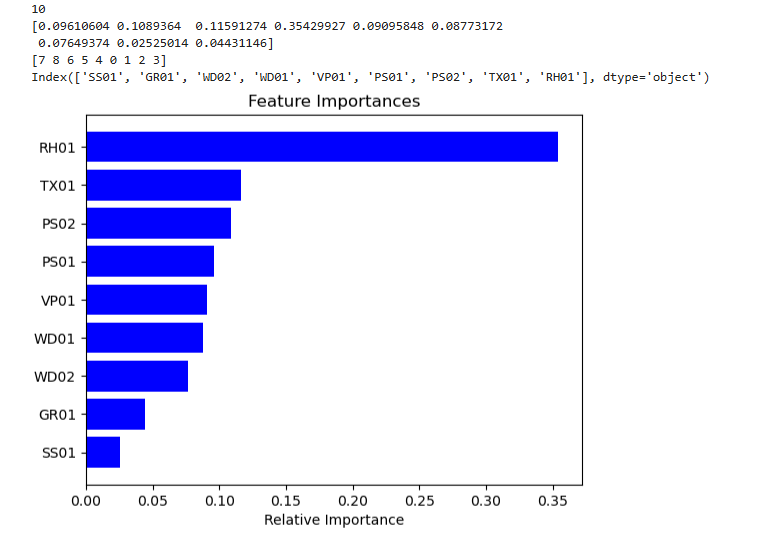 10
[0.09610604 0.1089364  0.11591274 0.35429927 0.09095848 0.08773172
 0.07649374 0.02525014 0.04431146]
[7 8 6 5 4 0 1 2 3]
Index(['SS01', 'GR01', 'WD02', 'WD01', 'VP01', 'PS01', 'PS02', 'TX01', 'RH01'], dtype='object')
Feature Importances
RH01
TX01
PS02
PS01
VP01
WD01
WD02
GR01
SS01
0.00 0.05 0.10 0.15 0.20 0.25 0.30 0.35
Relative Importance